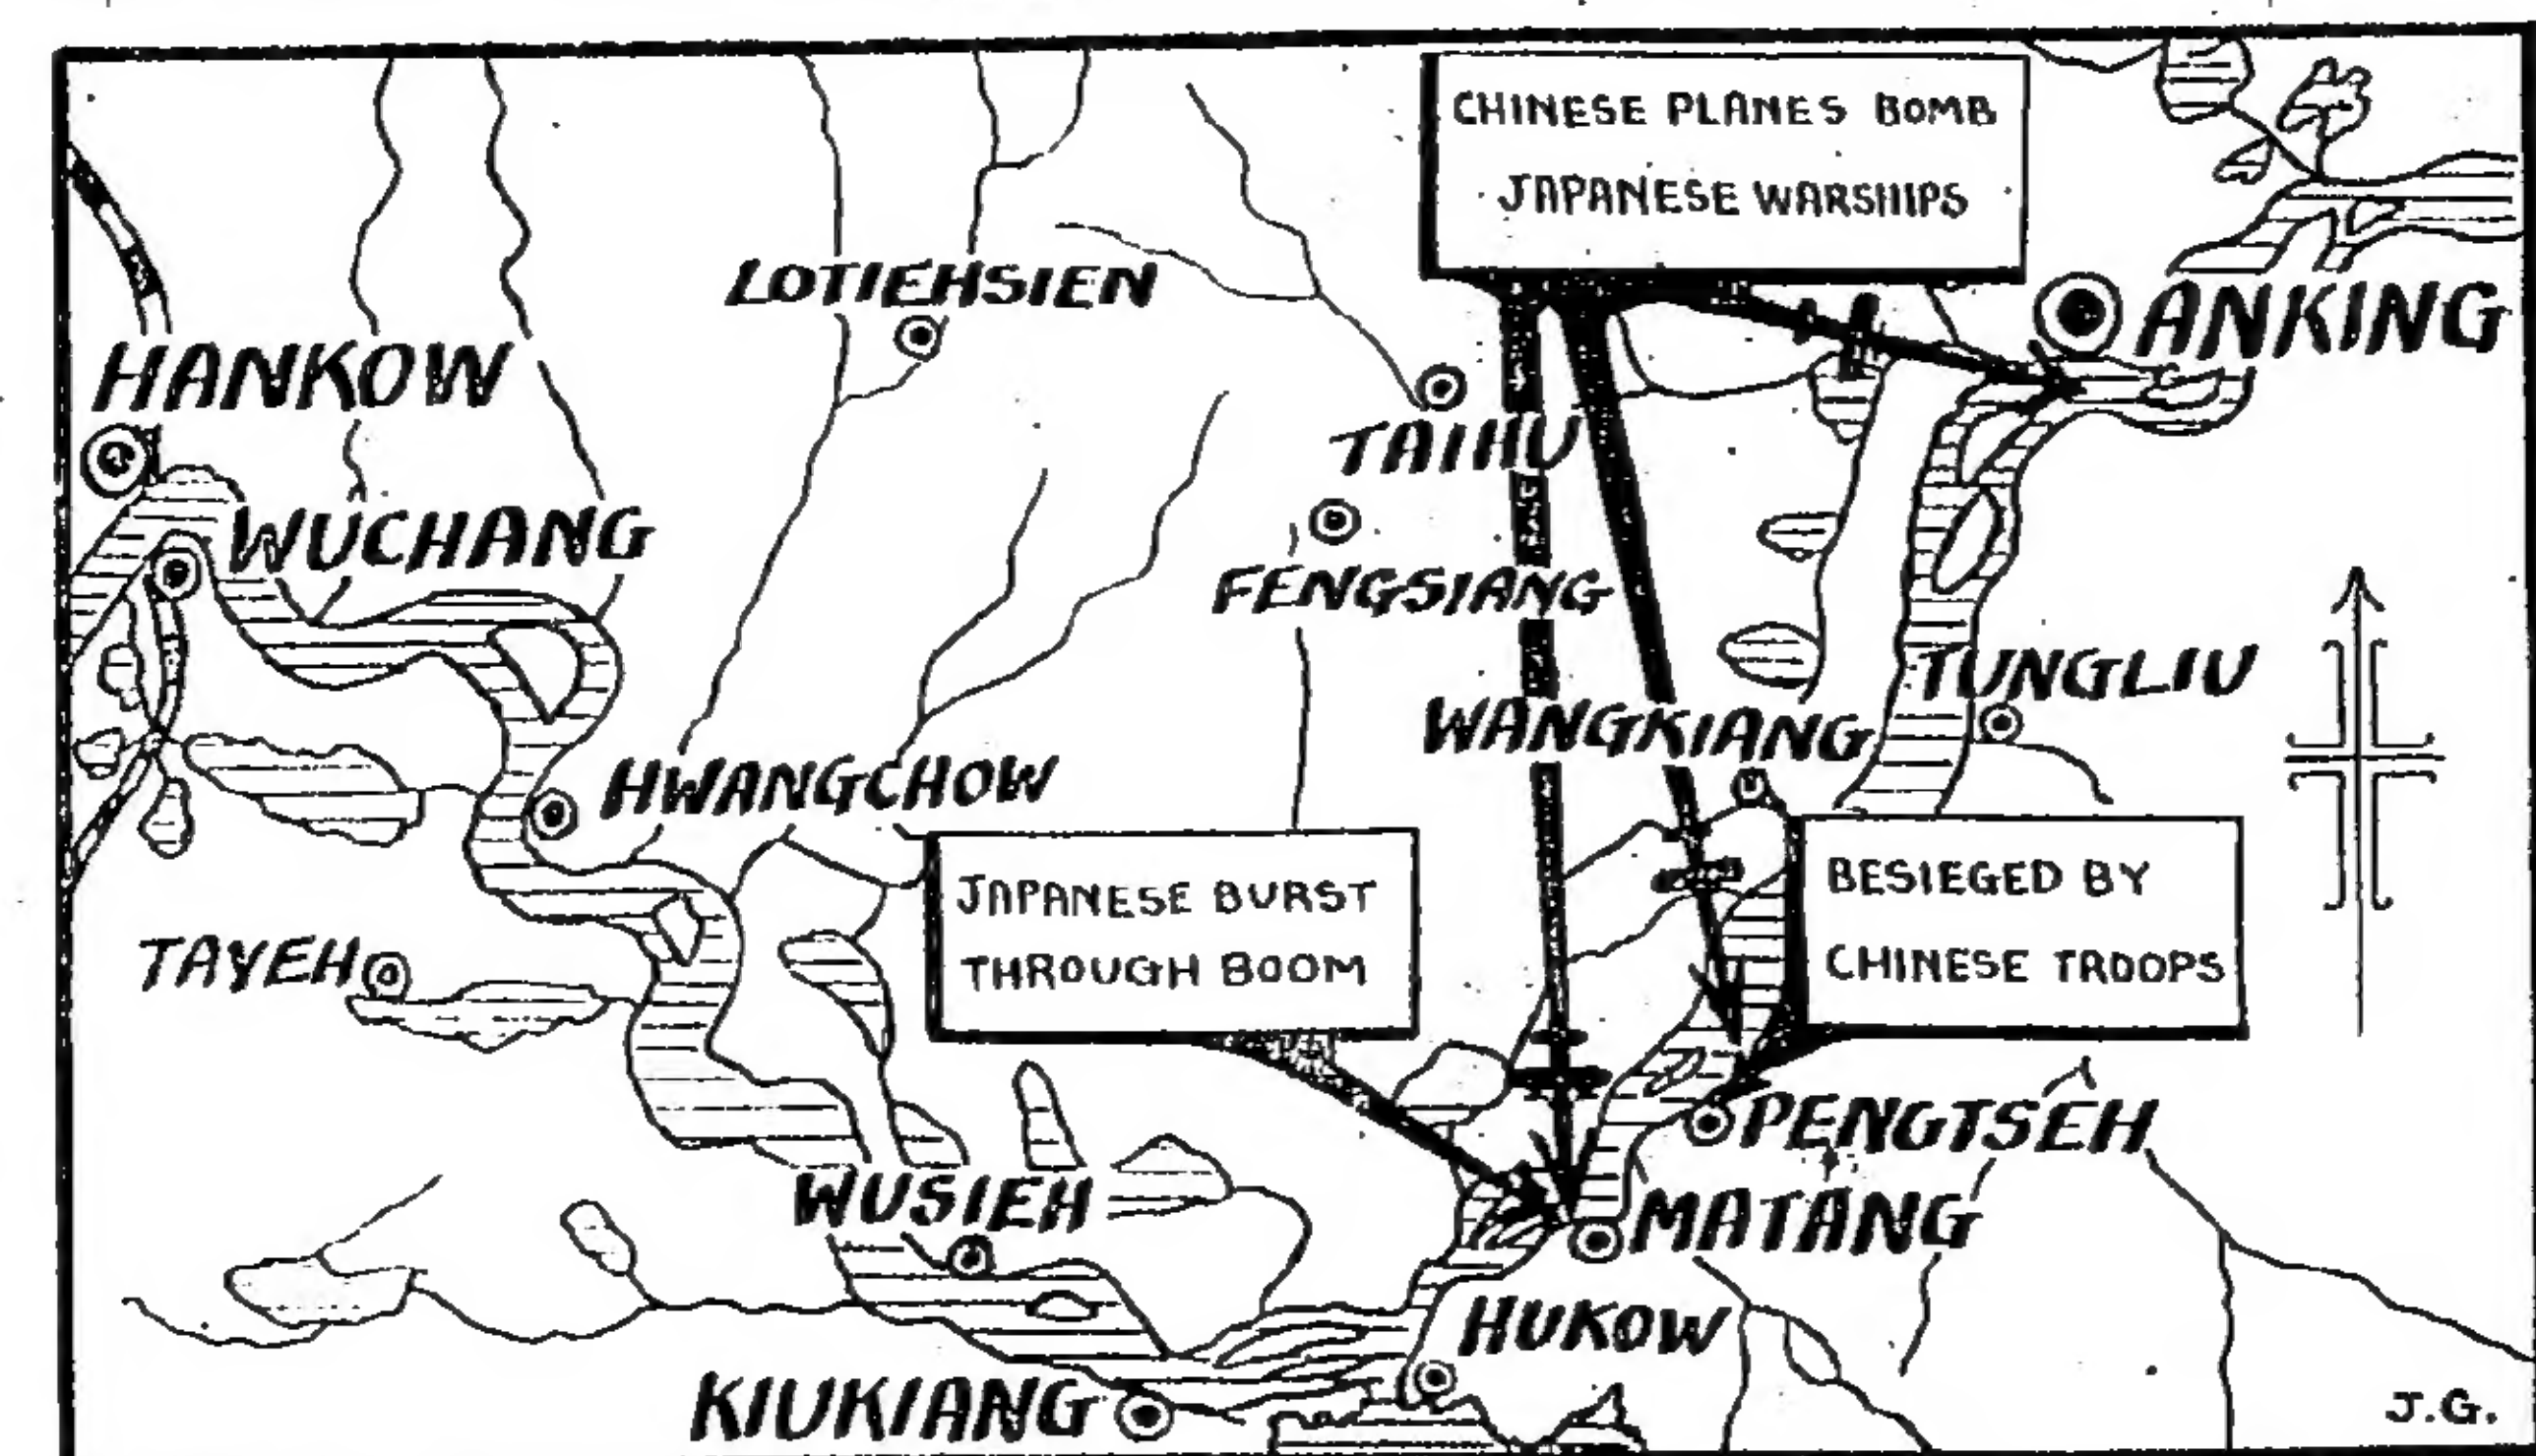 CHINESE PLANES BOMB
JAPANESE WARSHIPS
LOTIEHSIEN
ANKING
HANKOW
TAIHU
WUCHANG
FENGSIANG
TUNGLIU
WANGKIANG
HWANGCHOW
JAPANESE BURST
THROUGH BOOM
BESIEGED BY
CHINESE TROOPS
TAYEH
PENGTSEH
WUSIEH
MATANG
HUKOW
KIUKIANG
J.G.